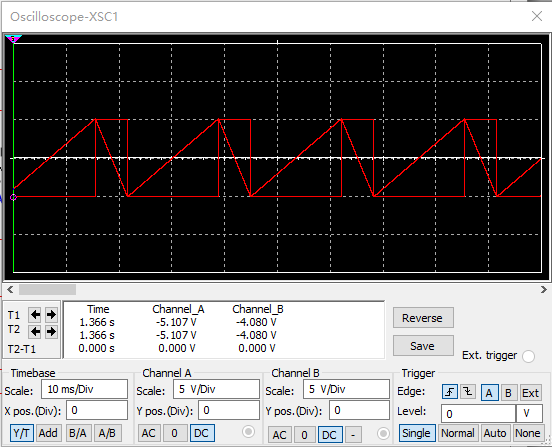 Oscilloscope-XSC1
T1
T2
T2-T1
Time Channel_A Channel_B
1.366 s -5.107 V -4.080 V
1.366 s -5.107 V -4.080 V
0.000 s 0.000 V 0.000 V
Reverse
Save
Ext. trigger
Timebase
Scale: 10 ms/Div
X pos.(Div): 0
Y/T Add B/A A/B
Channel A
Scale: 5 V/Div
Y pos.(Div): 0
AC 0 DC
Channel B
Scale: 5 V/Div
Y pos.(Div): 0
AC 0 DC -
Trigger
Edge: A B Ext
Level: 0 V
Single Normal Auto None